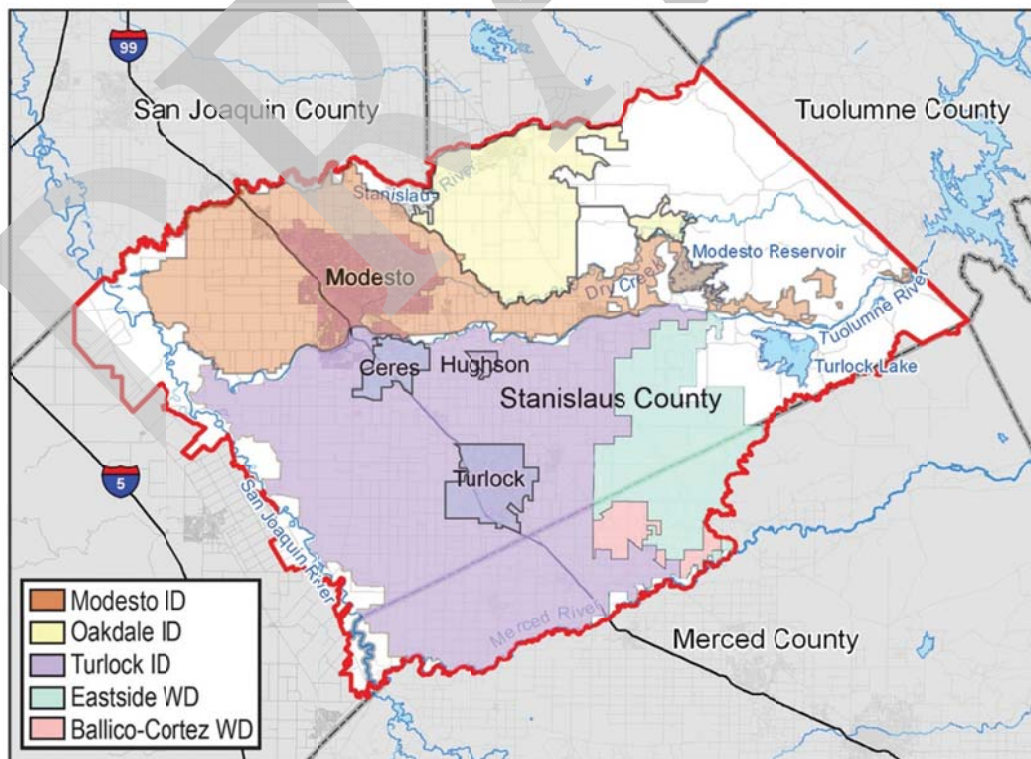 99
San Joaquin County
Tuolumne County
Stanislaus River
Modesto Reservoir
Modesto
Dry Creek
Tuolumne River
Ceres
Hughson
Turlock Lake
Stanislaus County
5
Turlock
San Joaquin River
Merced River
Merced County
Modesto ID
Oakdale ID
Turlock ID
Eastside WD
Ballico-Cortez WD